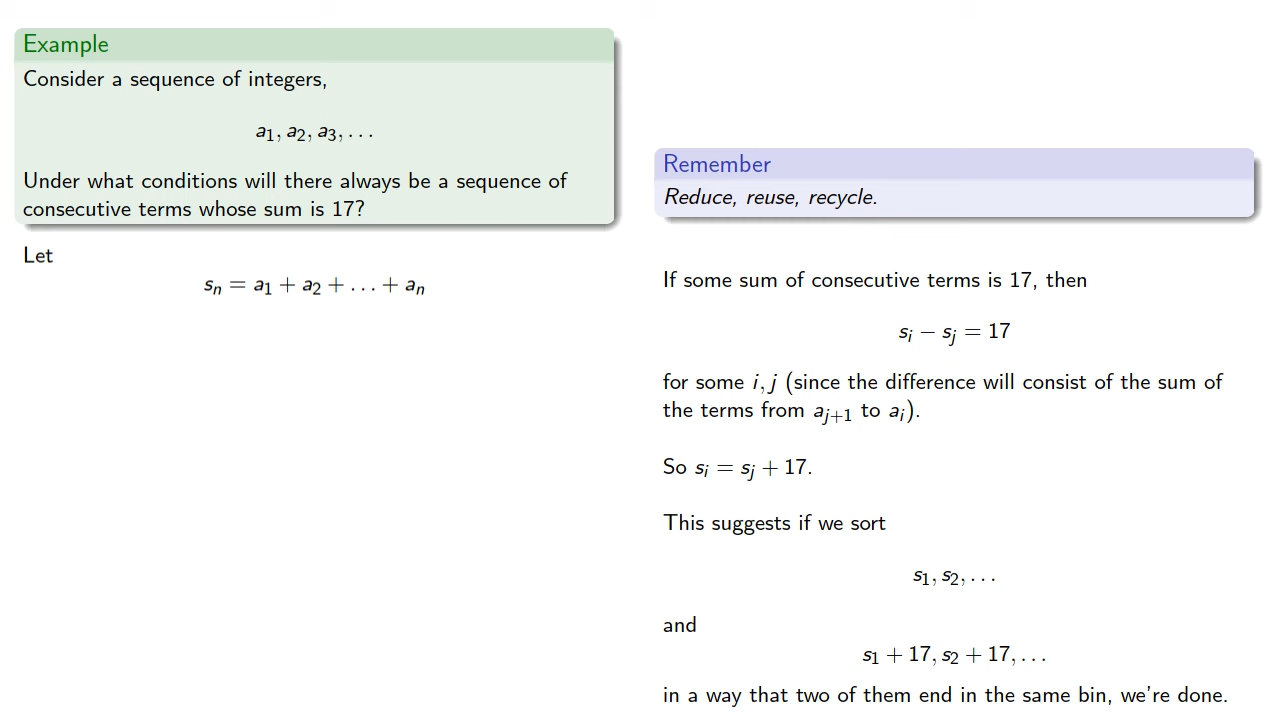 Example
Consider a sequence of integers,
a₁, a₂, a₃, . . .
Under what conditions will there always be a sequence of
consecutive terms whose sum is 17?
Let
sₙ = a₁ + a₂ + . . . + aₙ
Remember
Reduce, reuse, recycle.
If some sum of consecutive terms is 17, then
sᵢ − sⱼ = 17
for some i, j (since the difference will consist of the sum of
the terms from aⱼ₊₁ to aᵢ).
So sᵢ = sⱼ + 17.
This suggests if we sort
s₁, s₂, . . .
and
s₁ + 17, s₂ + 17, . . .
in a way that two of them end in the same bin, we're done.